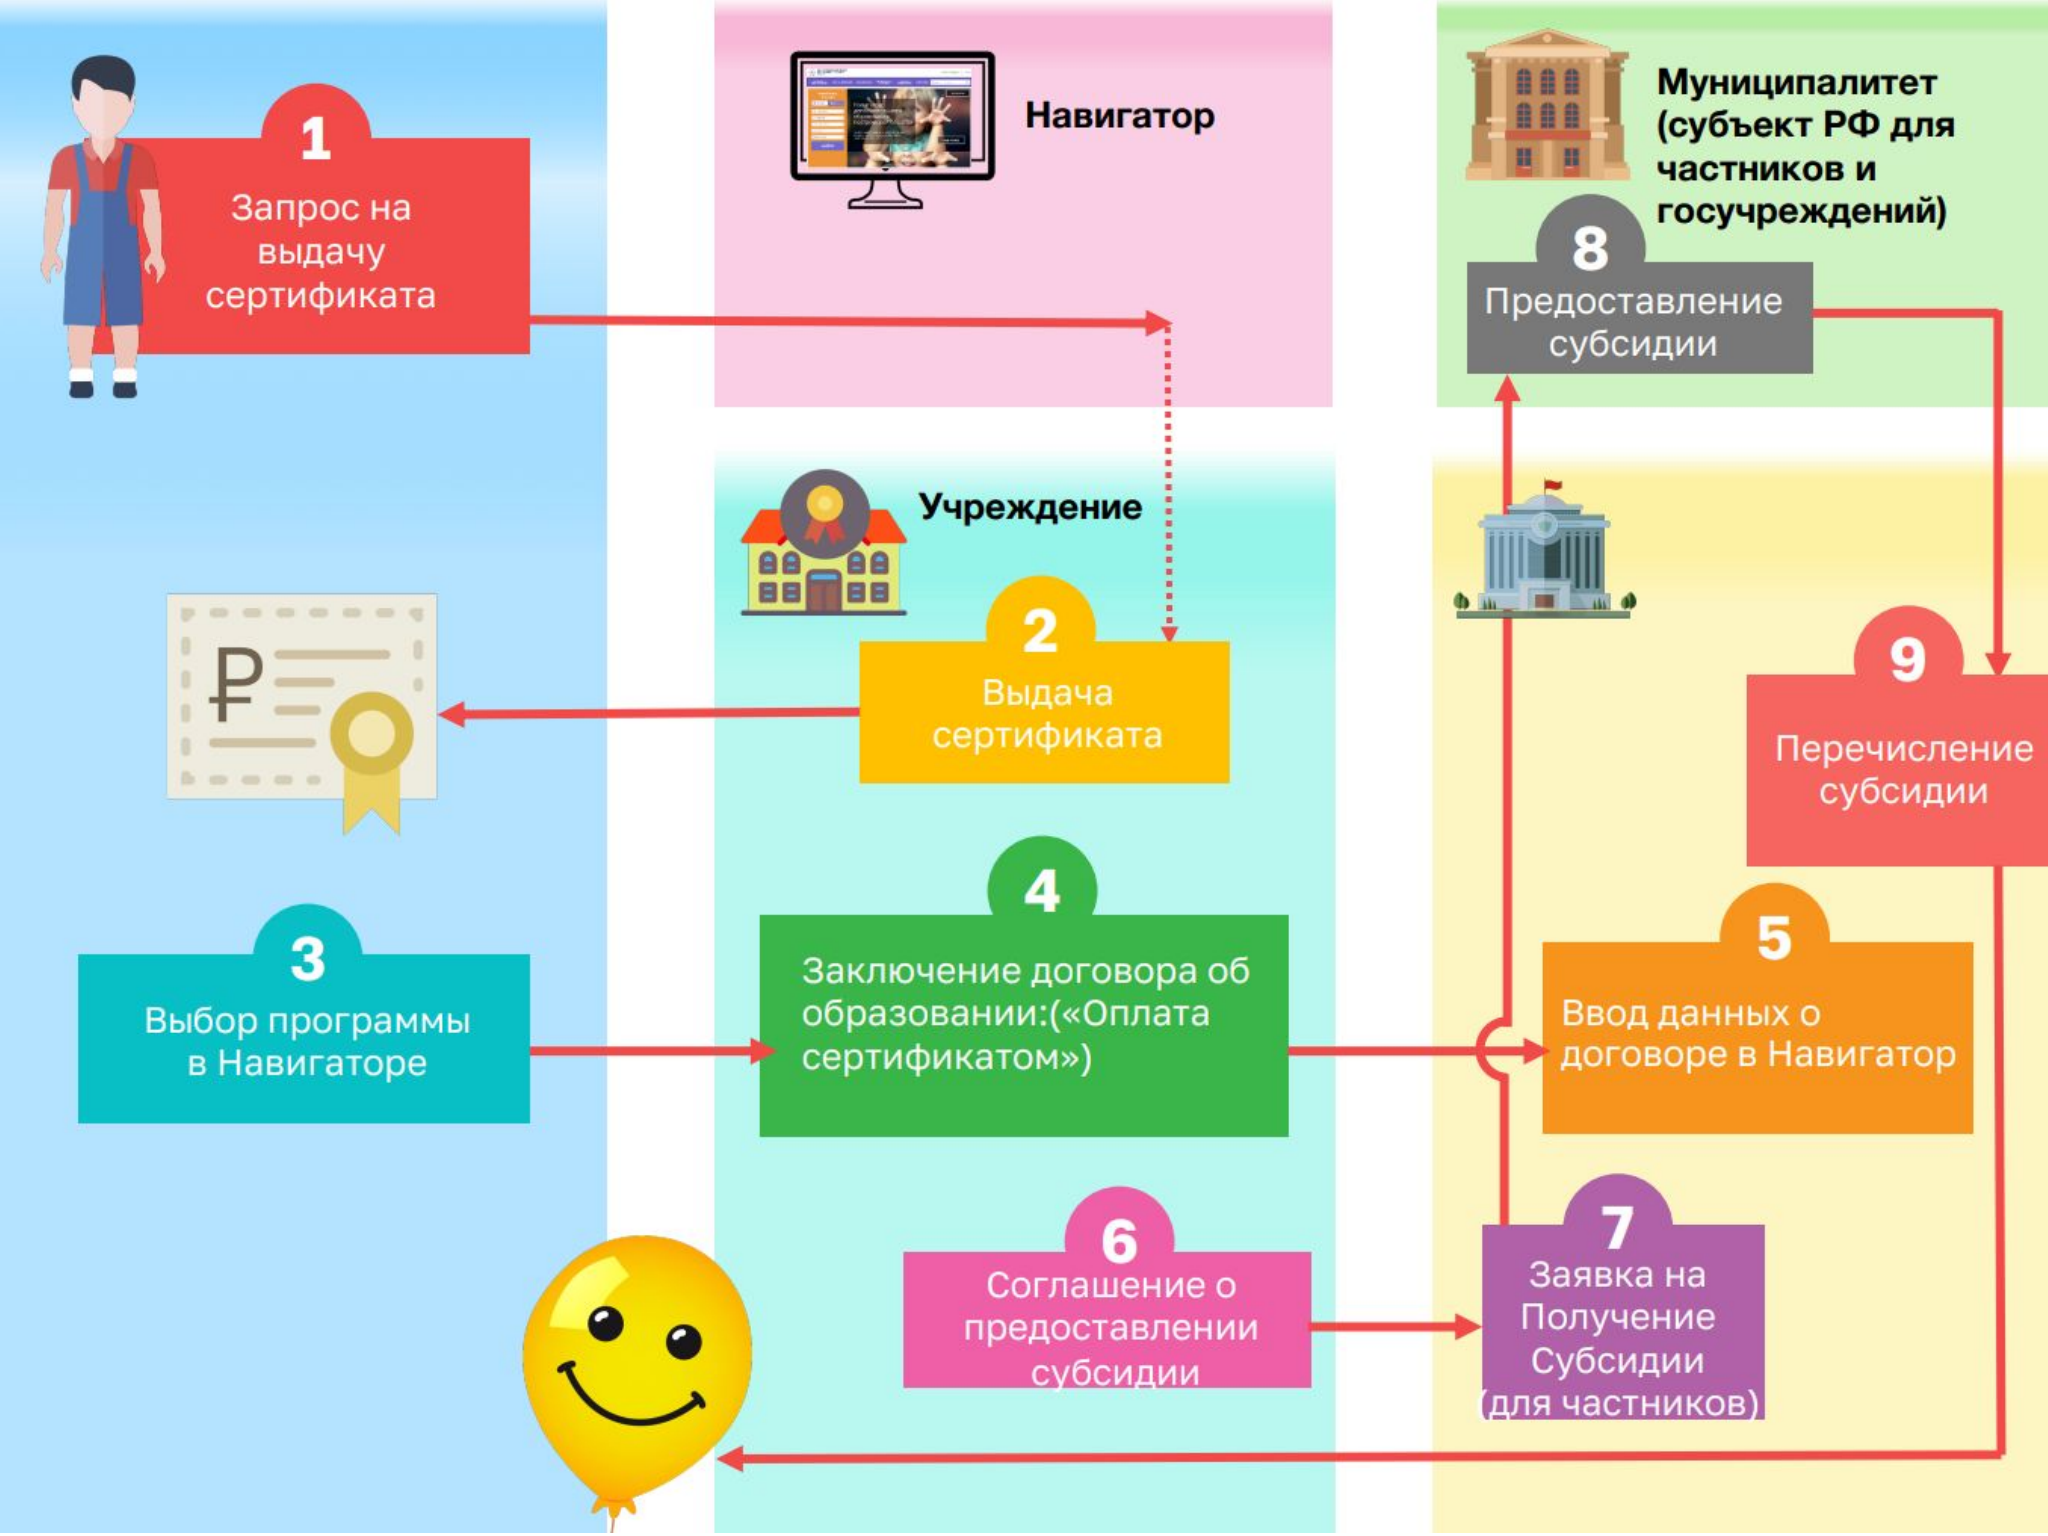 1
Запрос на
выдачу
сертификата
Навигатор
Муниципалитет
(субъект РФ для
частников и
госучреждений)
8
Предоставление
субсидии
Учреждение
2
Выдача
сертификата
₽
9
Перечисление
субсидии
3
Выбор программы
в Навигаторе
4
Заключение договора об
образовании:(«Оплата
сертификатом»)
5
Ввод данных о
договоре в Навигатор
6
Соглашение о
предоставлении
субсидии
7
Заявка на
Получение
Субсидии
(для частников)